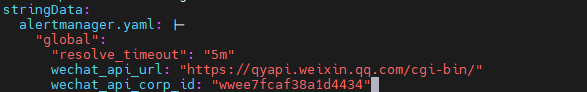 stringData:
  alertmanager.yaml: |-
    "global":
      "resolve_timeout": "5m"
      wechat_api_url: "https://qyapi.weixin.qq.com/cgi-bin/"
      wechat_api_corp_id: "wwee7fcaf38a1d4434"